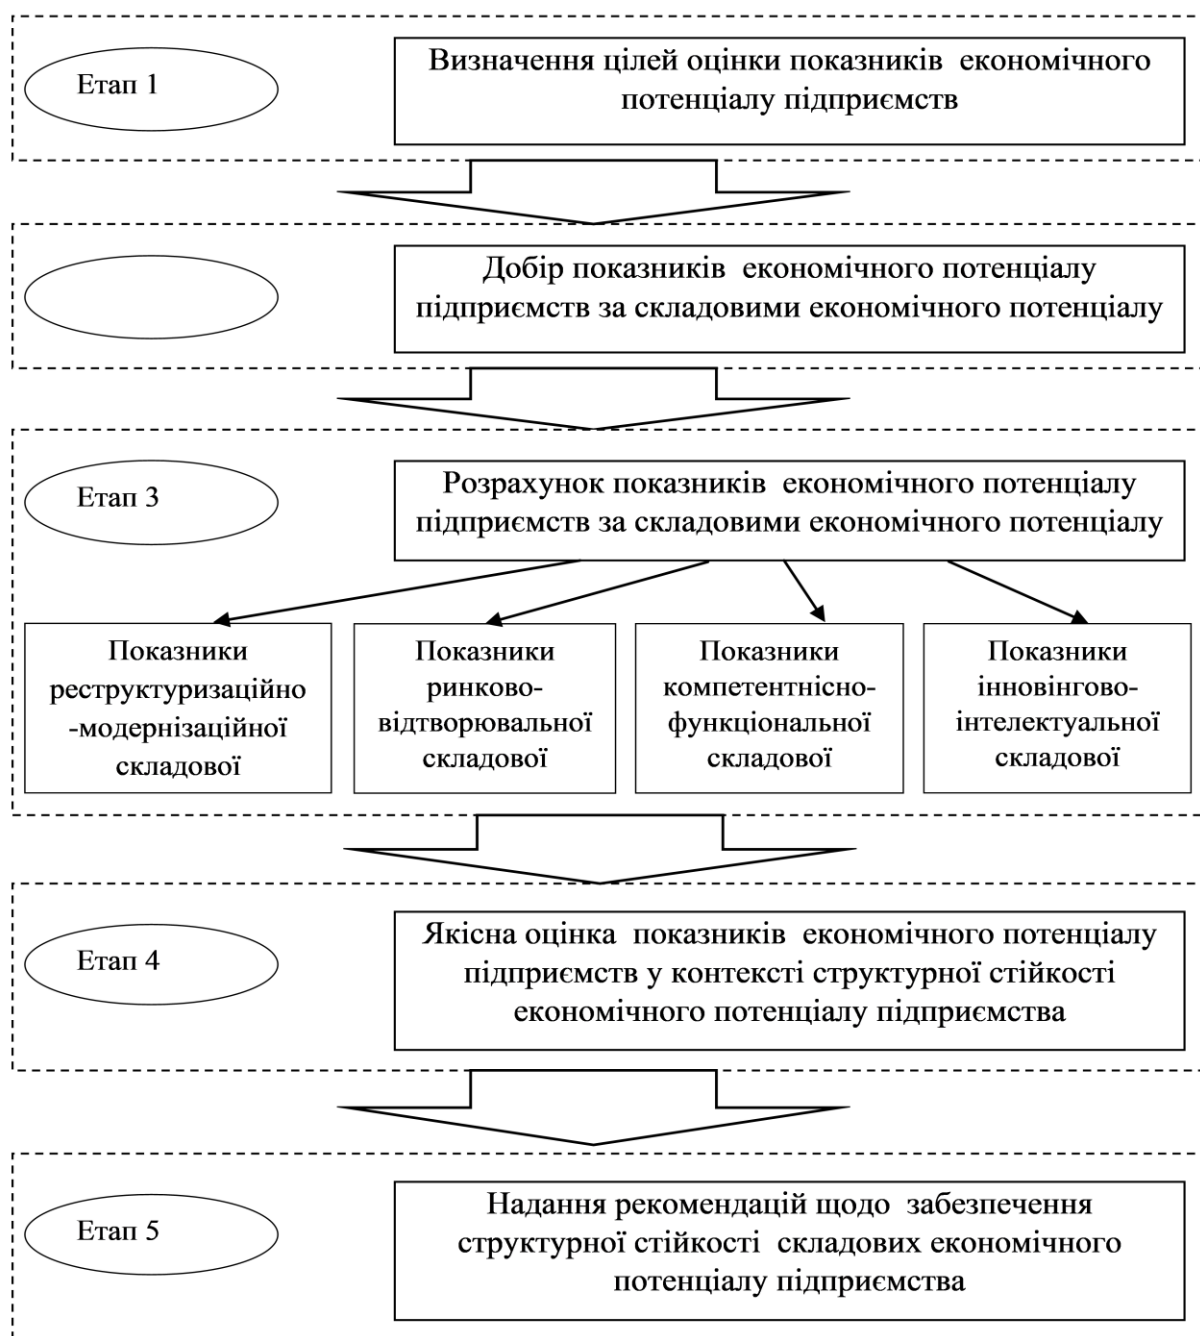 Етап 1
Визначення цілей оцінки показників економічного
потенціалу підприємств
Добір показників економічного потенціалу
підприємств за складовими економічного потенціалу
Етап 3
Розрахунок показників економічного потенціалу
підприємств за складовими економічного потенціалу
Показники
реструктуризаційно
-модернізаційної
складової
Показники
ринково-
відтворювальної
складової
Показники
компетентнісно-
функціональної
складової
Показники
інновінгово-
інтелектуальної
складової
Етап 4
Якісна оцінка показників економічного потенціалу
підприємств у контексті структурної стійкості
економічного потенціалу підприємства
Етап 5
Надання рекомендацій щодо забезпечення
структурної стійкості складових економічного
потенціалу підприємства